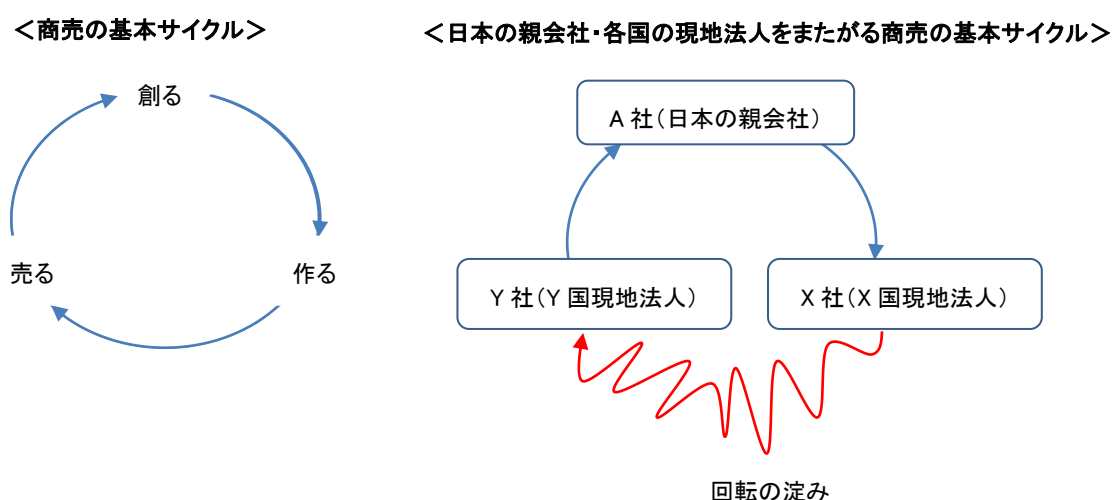 ＜商売の基本サイクル＞
創る
売る
作る
＜日本の親会社・各国の現地法人をまたがる商売の基本サイクル＞
A 社（日本の親会社）
Y 社（Y 国現地法人）
X 社（X 国現地法人）
回転の淀み